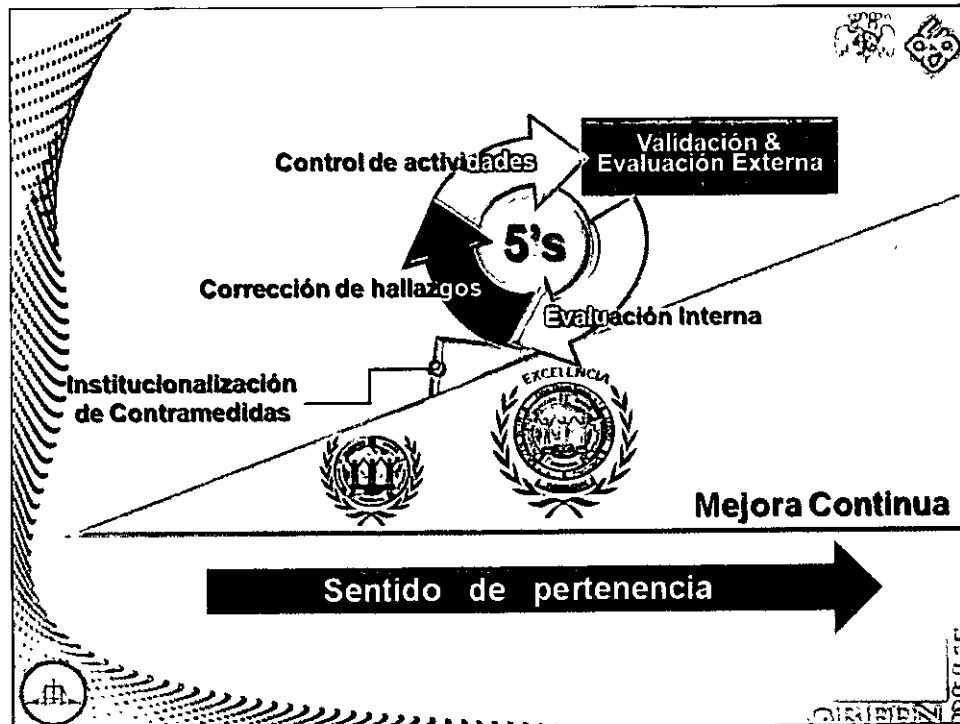 Control de actividades
Validación &
Evaluación Externa
5's
Corrección de hallazgos
Evaluación Interna
Institucionalización
de Contramedidas
EXCELENCIA
Mejora Continua
Sentido de pertenencia